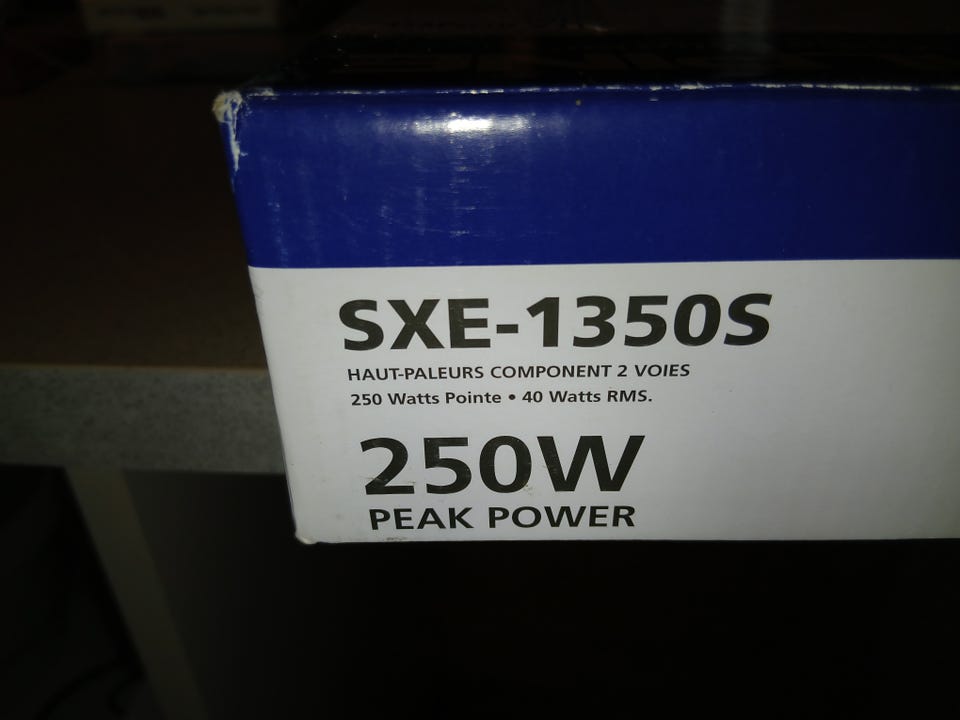 SXE-1350S
HAUT-PALEURS COMPONENT 2 VOIES
250 Watts Pointe • 40 Watts RMS.
250W
PEAK POWER